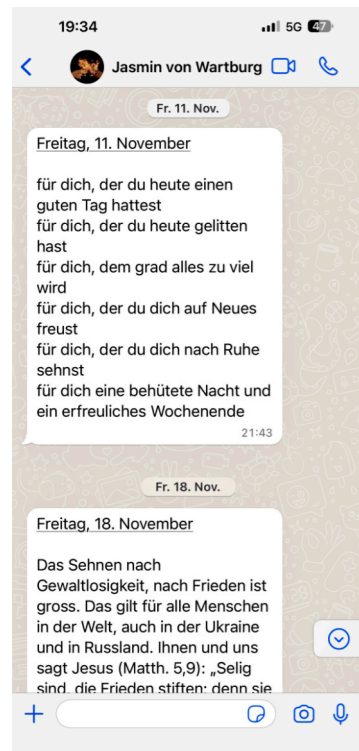 19:34
5G 47
Jasmin von Wartburg
Fr. 11. Nov.
Freitag, 11. November
für dich, der du heute einen
guten Tag hattest
für dich, der du heute gelitten
hast
für dich, dem grad alles zu viel
wird
für dich, der du dich auf Neues
freust
für dich, der du dich nach Ruhe
sehnst
für dich eine behütete Nacht und
ein erfreuliches Wochenende
21:43
Fr. 18. Nov.
Freitag, 18. November
Das Sehnen nach
Gewaltlosigkeit, nach Frieden ist
gross. Das gilt für alle Menschen
in der Welt, auch in der Ukraine
und in Russland. Ihnen und uns
sagt Jesus (Matth. 5,9): „Selig
sind, die Frieden stiften; denn sie